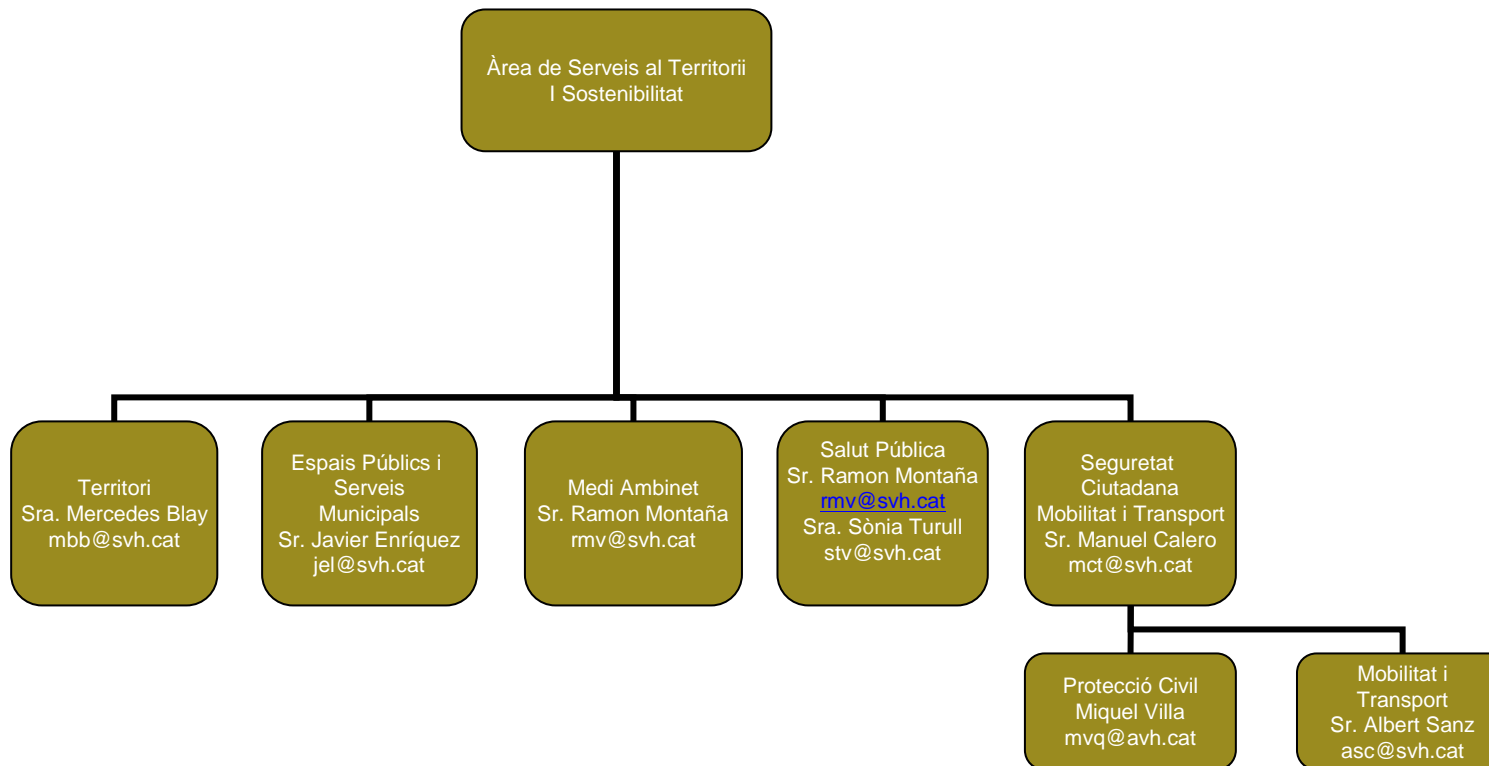 Àrea de Serveis al Territorii
I Sostenibilitat
Territori
Sra. Mercedes Blay
mbb@svh.cat
Espais Públics i
Serveis
Municipals
Sr. Javier Enríquez
jel@svh.cat
Medi Ambinet
Sr. Ramon Montaña
rmv@svh.cat
Salut Pública
Sr. Ramon Montaña
rmv@svh.cat
Sra. Sònia Turull
stv@svh.cat
Seguretat
Ciutadana
Mobilitat i Transport
Sr. Manuel Calero
mct@svh.cat
Protecció Civil
Miquel Villa
mvq@avh.cat
Mobilitat i
Transport
Sr. Albert Sanz
asc@svh.cat